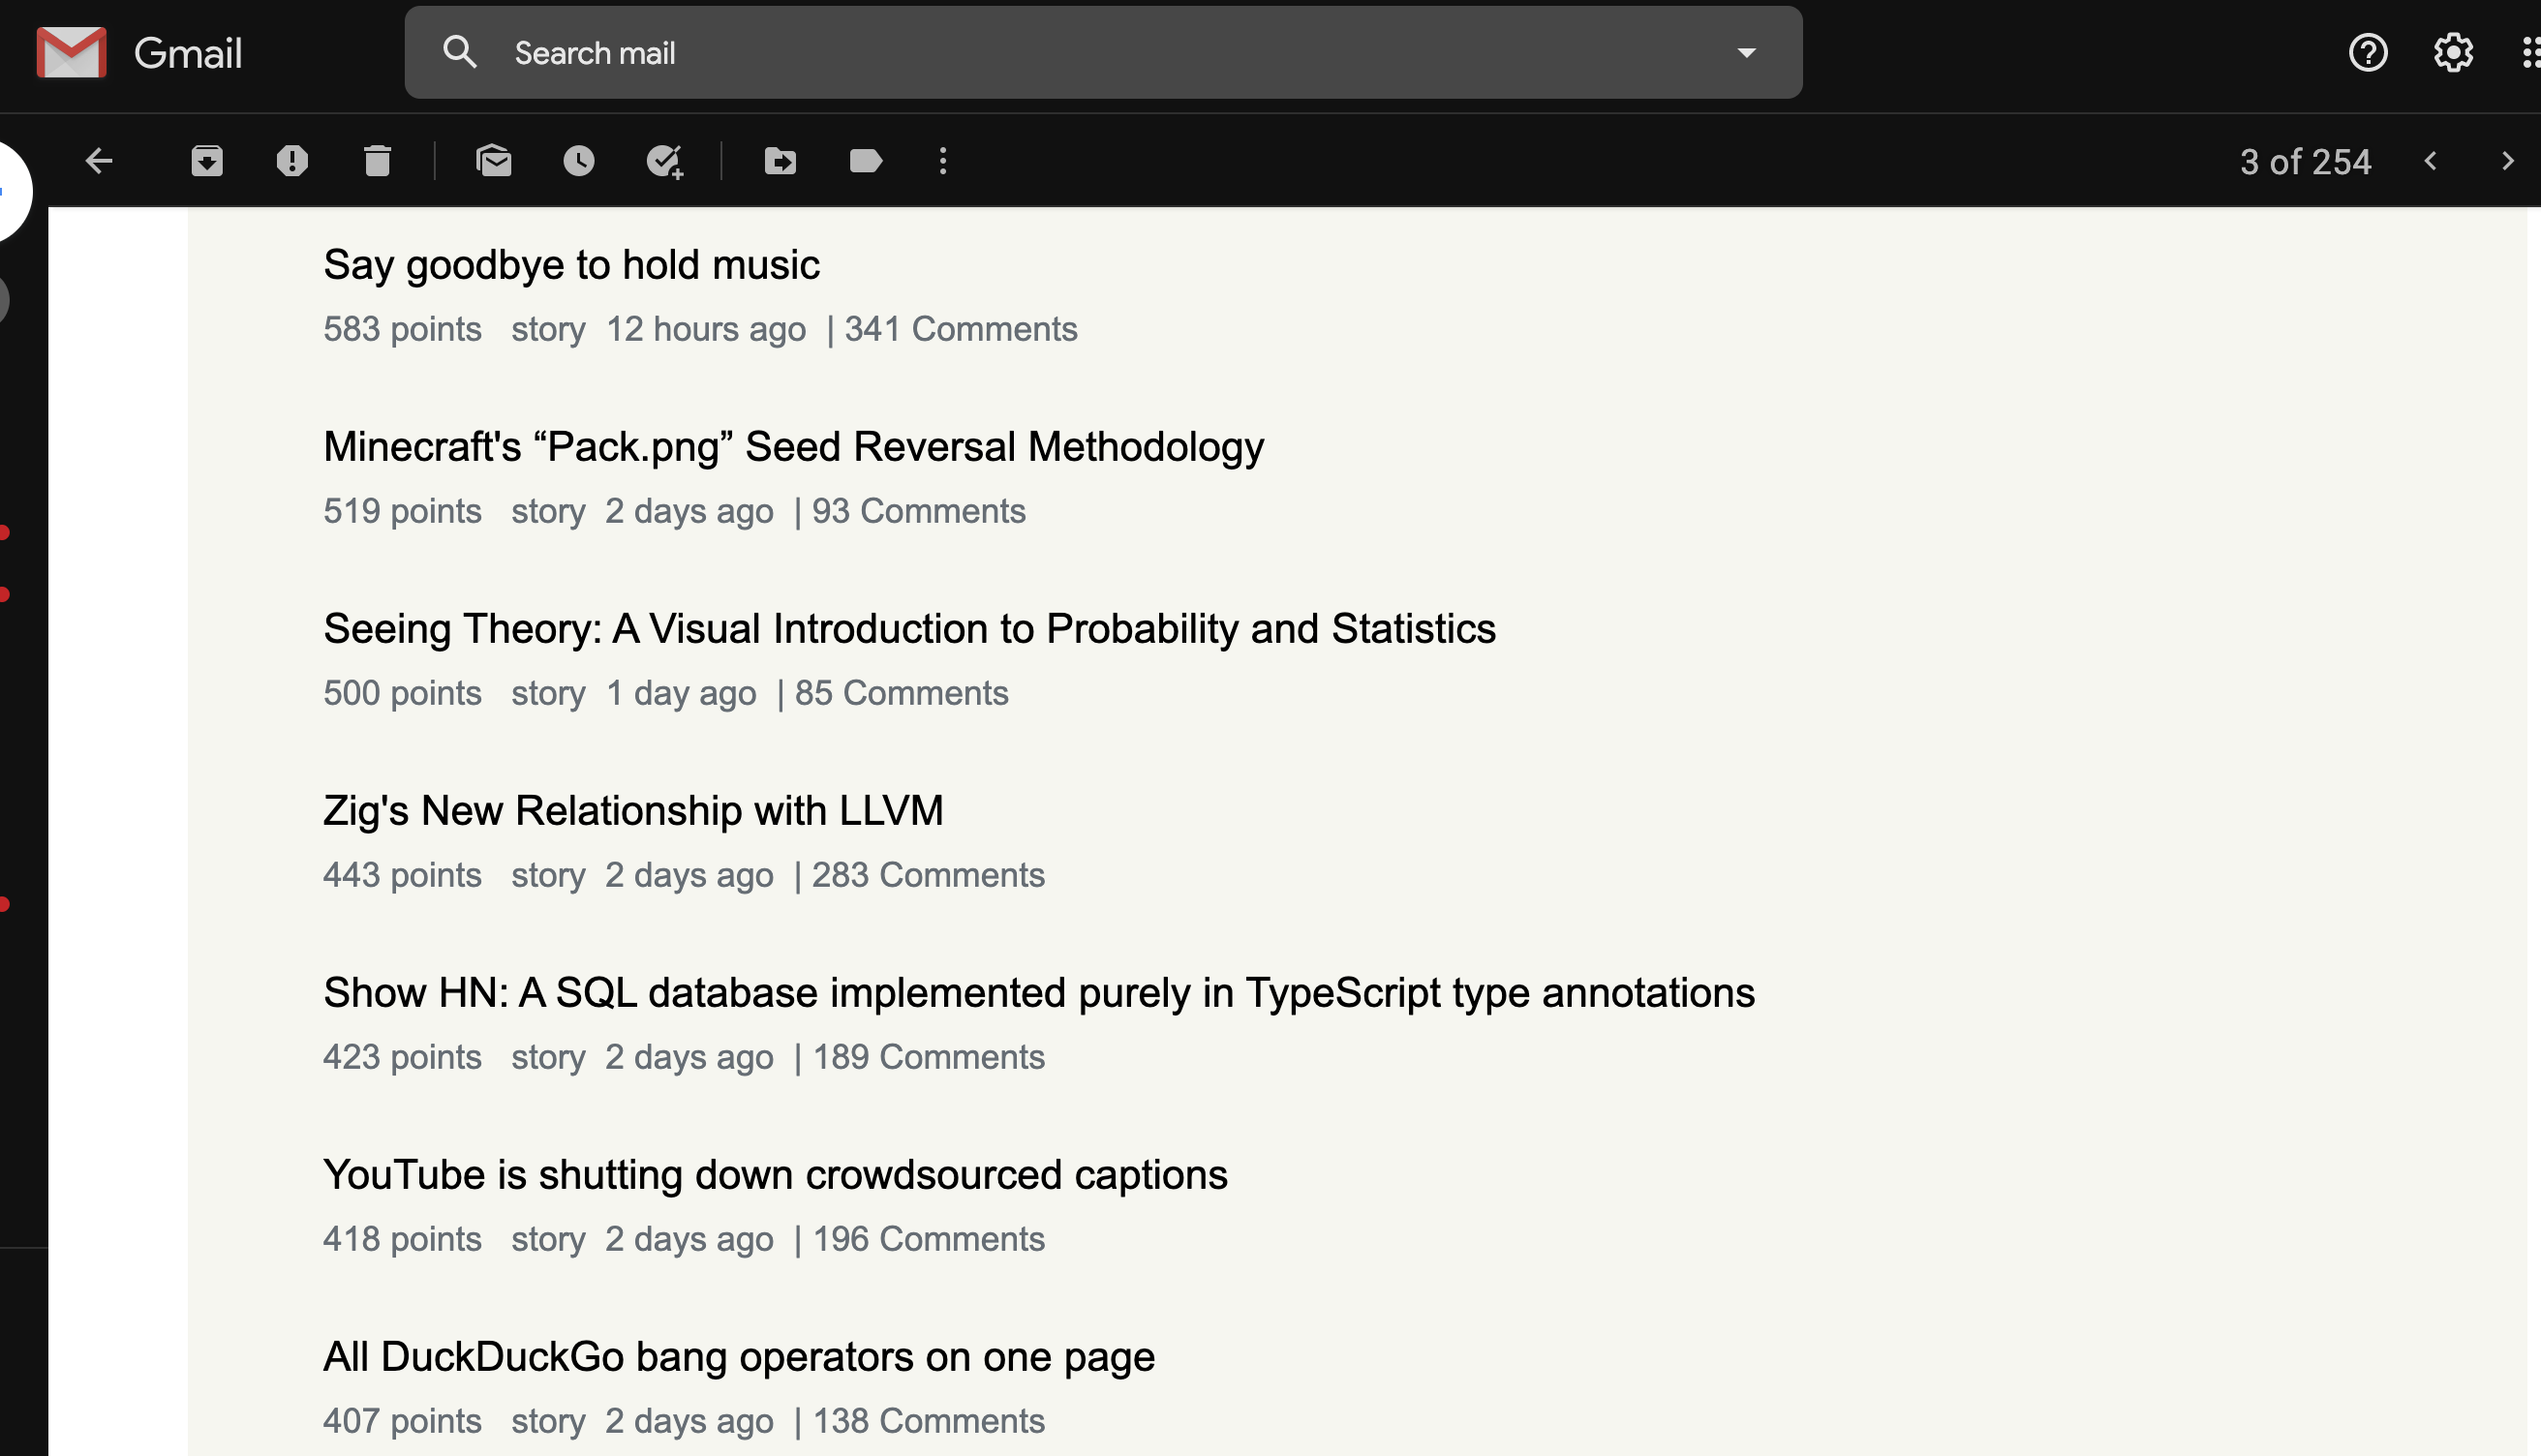 Gmail
Search mail
3 of 254
Say goodbye to hold music
583 points story 12 hours ago | 341 Comments
Minecraft's “Pack.png” Seed Reversal Methodology
519 points story 2 days ago | 93 Comments
Seeing Theory: A Visual Introduction to Probability and Statistics
500 points story 1 day ago | 85 Comments
Zig's New Relationship with LLVM
443 points story 2 days ago | 283 Comments
Show HN: A SQL database implemented purely in TypeScript type annotations
423 points story 2 days ago | 189 Comments
YouTube is shutting down crowdsourced captions
418 points story 2 days ago | 196 Comments
All DuckDuckGo bang operators on one page
407 points story 2 days ago | 138 Comments